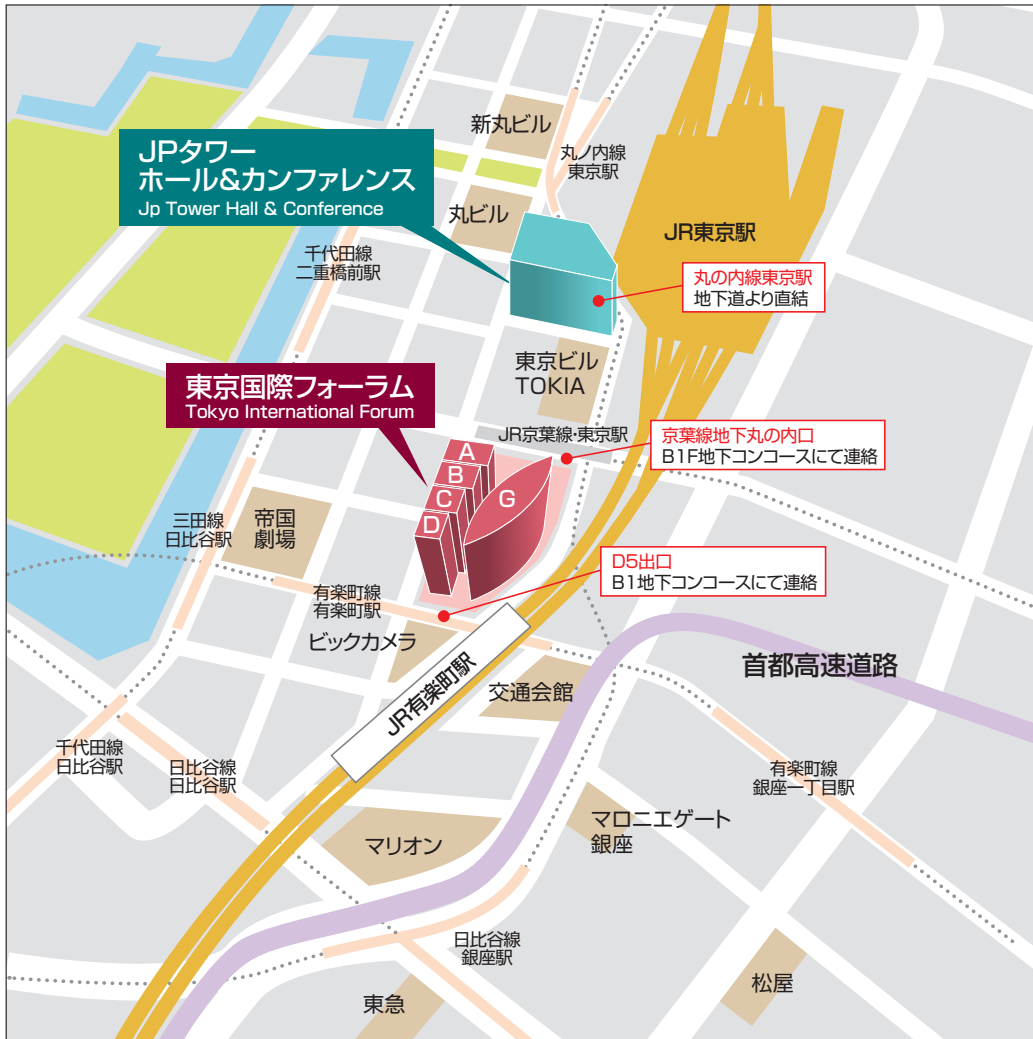 新丸ビル
丸ノ内線
東京駅
JPタワー
ホール&カンファレンス
Jp Tower Hall & Conference
丸ビル
JR東京駅
千代田線
二重橋前駅
丸の内線東京駅
地下道より直結
東京ビル
TOKIA
東京国際フォーラム
Tokyo International Forum
JR京葉線・東京駅
京葉線地下丸の内口
B1F地下コンコースにて連絡
A
B
C
D
G
三田線
日比谷駅
帝国
劇場
D5出口
B1地下コンコースにて連絡
有楽町線
有楽町駅
ビックカメラ
JR有楽町駅
交通会館
首都高速道路
千代田線
日比谷駅
日比谷線
日比谷駅
有楽町線
銀座一丁目駅
マリオン
マロニエゲート
銀座
日比谷線
銀座駅
東急
松屋